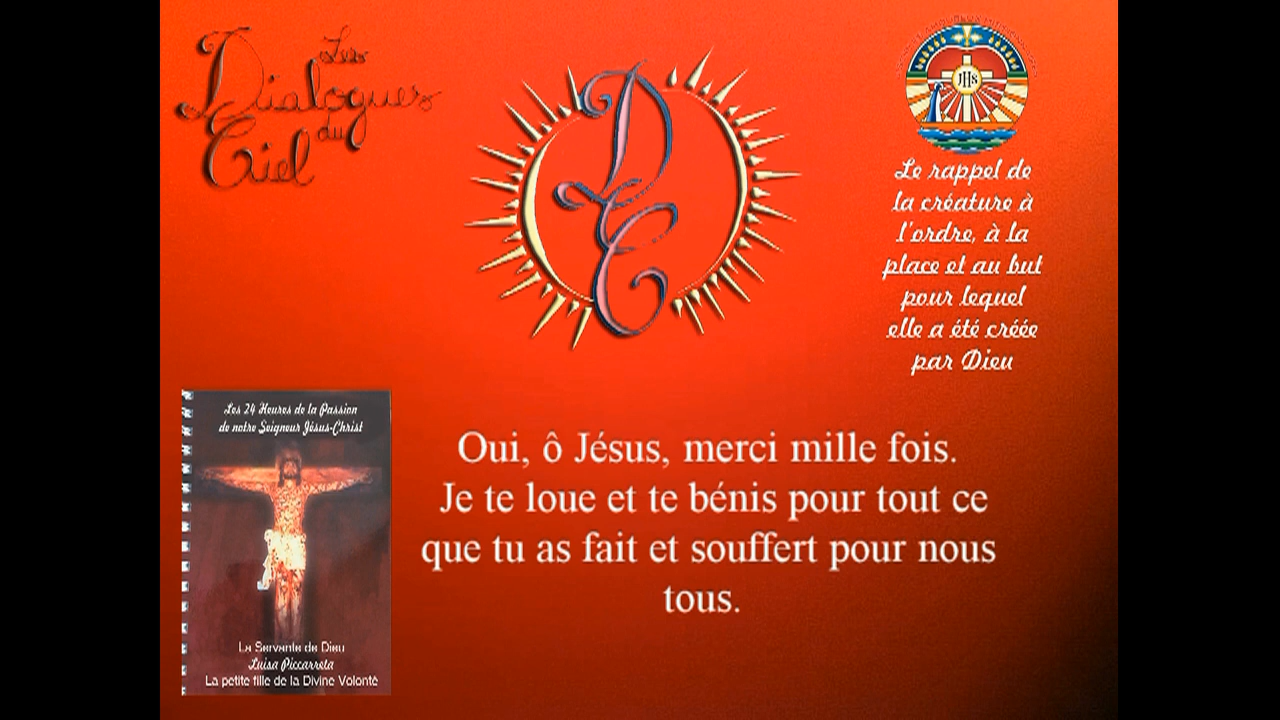 Les
Dialogues
du
Ciel
D
C
JHS
Le rappel de
la créature à
l'ordre, à la
place et au but
pour lequel
elle a été créée
par Dieu
Les 24 Heures de la Passion
de notre Seigneur Jésus-Christ
La Servante de Dieu
Luisa Piccarreta
La petite fille de la Divine Volonté
Oui, ô Jésus, merci mille fois.
Je te loue et te bénis pour tout ce
que tu as fait et souffert pour nous
tous.